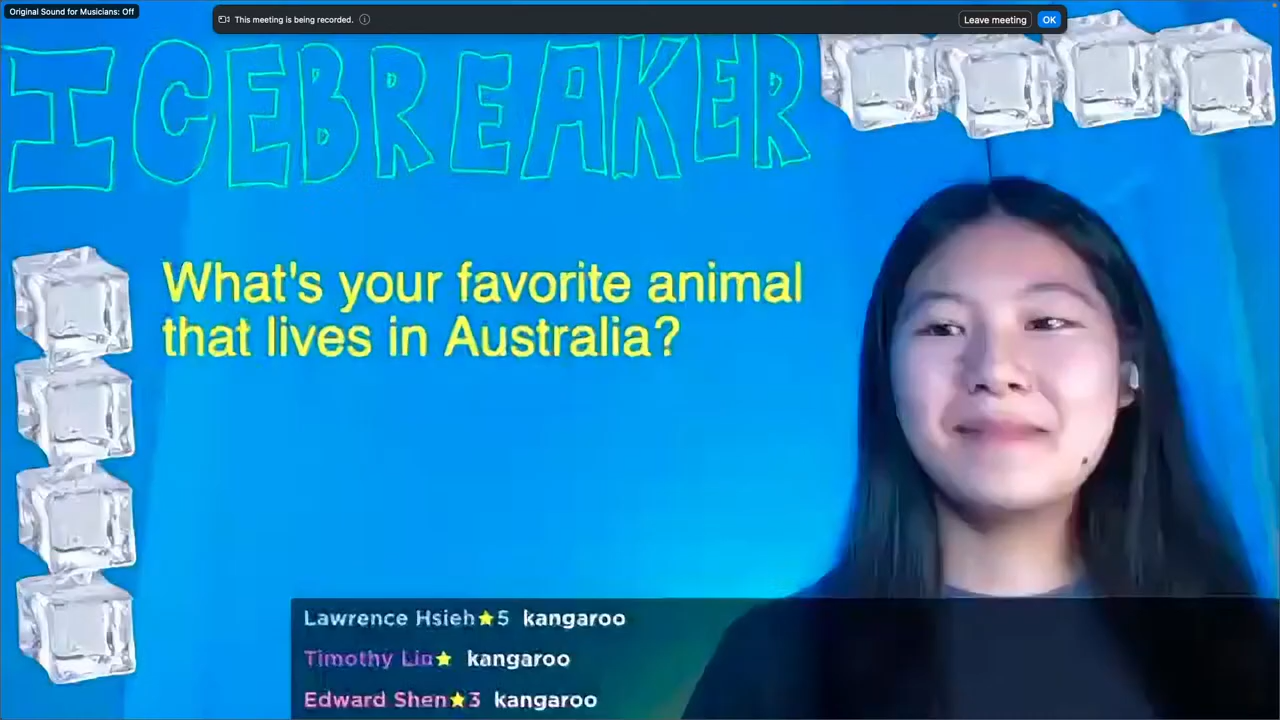 Original Sound for Musicians: Off
This meeting is being recorded.
Leave meeting
OK
ICEBREAKER
What's your favorite animal
that lives in Australia?
Lawrence Hsieh★5 kangaroo
Timothy Lin★ kangaroo
Edward Shen★3 kangaroo